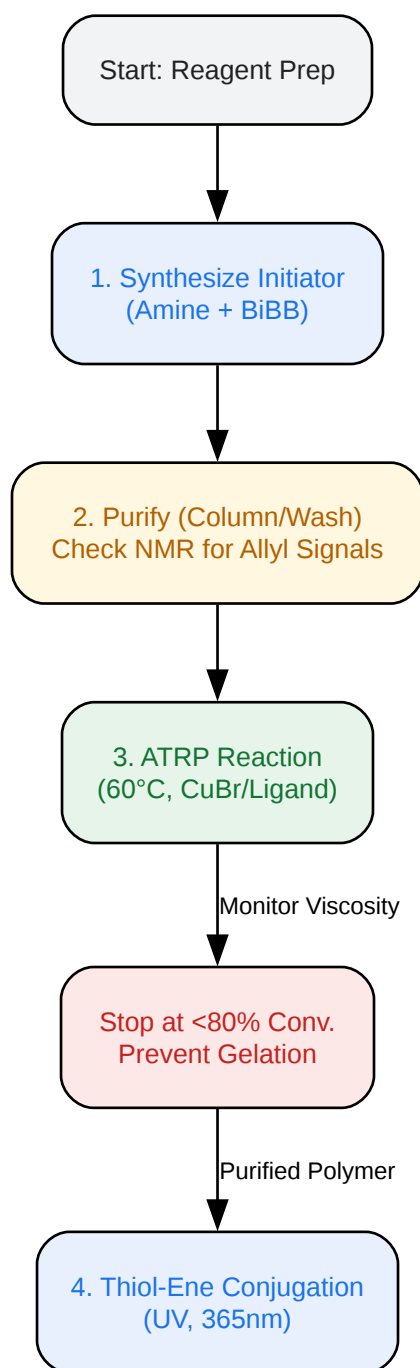 Start: Reagent Prep
1. Synthesize Initiator
(Amine + BiBB)
2. Purify (Column/Wash)
Check NMR for Allyl Signals
3. ATRP Reaction
(60°C, CuBr/Ligand)
Monitor Viscosity
Stop at <80% Conv.
Prevent Gelation
Purified Polymer
4. Thiol-Ene Conjugation
(UV, 365nm)